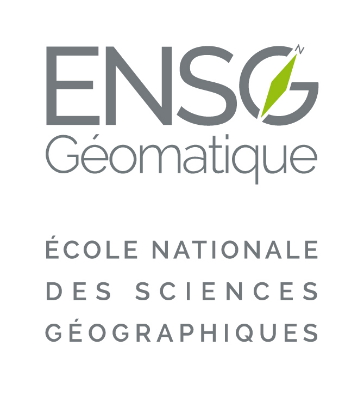 ENSG
N
Géomatique
ÉCOLE NATIONALE
DES SCIENCES
GÉOGRAPHIQUES